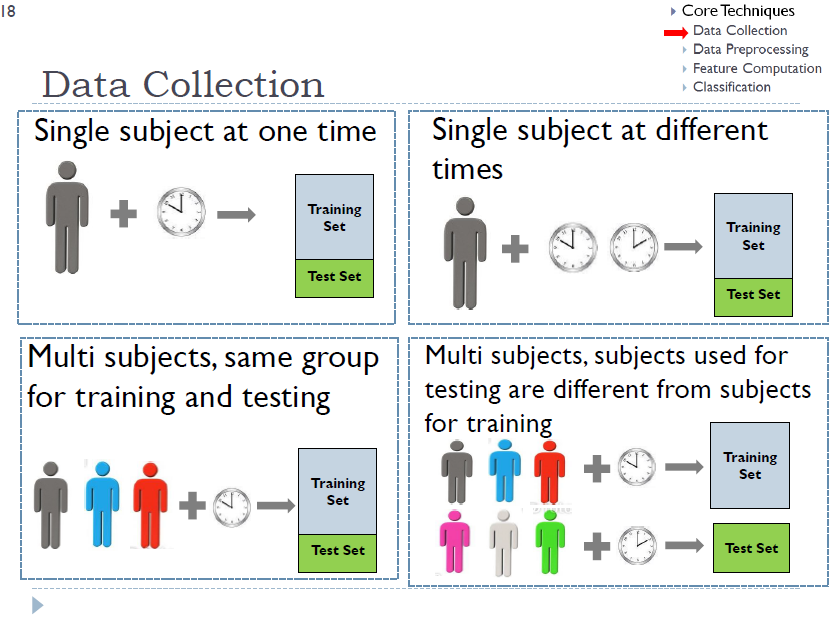 18
Core Techniques
Data Collection
Data Preprocessing
Feature Computation
Classification
Data Collection
Single subject at one time
Training
Set
Test Set
Single subject at different
times
Training
Set
Test Set
Multi subjects, same group
for training and testing
Training
Set
Test Set
Multi subjects, subjects used for
testing are different from subjects
for training
Training
Set
Test Set